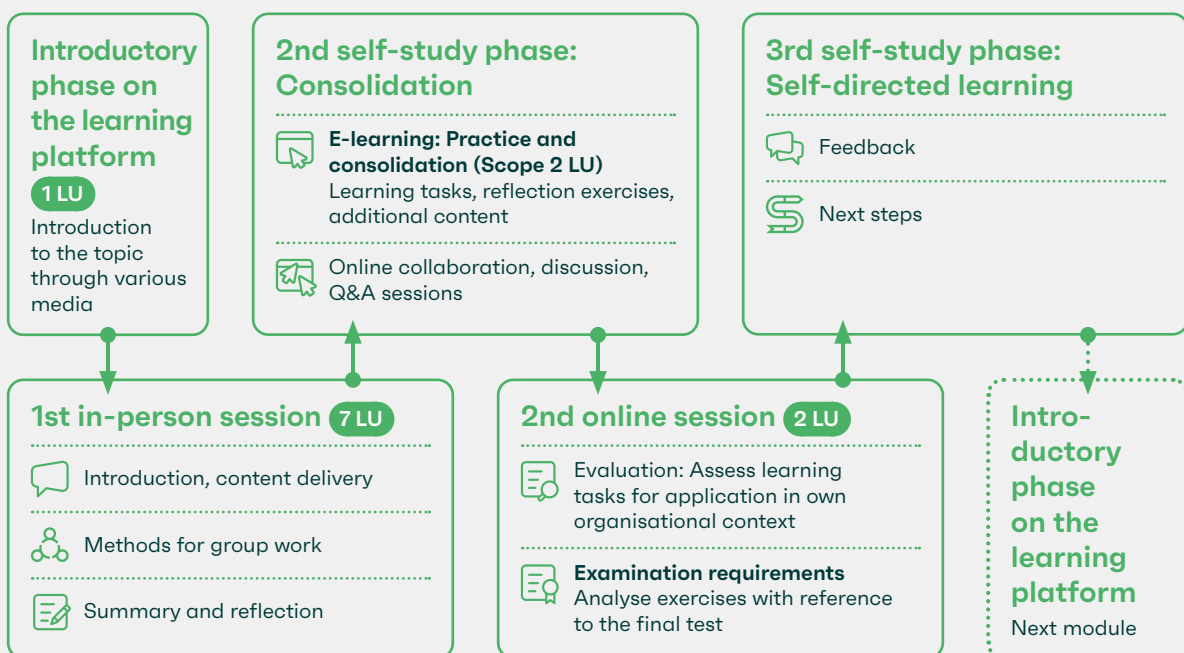 Introductory
phase on
the learning
platform
1 LU
Introduction
to the topic
through various
media
1st in-person session 7 LU
Introduction, content delivery
Methods for group work
Summary and reflection
2nd self-study phase:
Consolidation
E-learning: Practice and
consolidation (Scope 2 LU)
Learning tasks, reflection exercises,
additional content
Online collaboration, discussion,
Q&A sessions
2nd online session 2 LU
Evaluation: Assess learning
tasks for application in own
organisational context
Examination requirements
Analyse exercises with reference
to the final test
3rd self-study phase:
Self-directed learning
Feedback
Next steps
Intro-
ductory
phase
on the
learning
platform
Next module